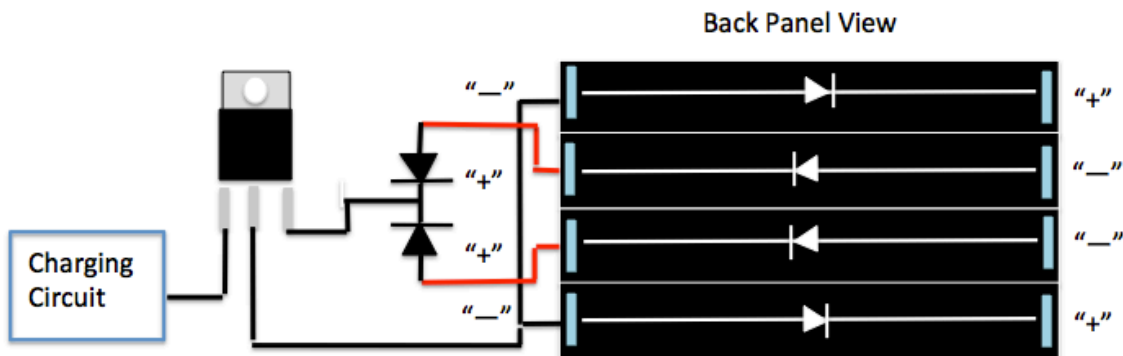 Back Panel View
“—”
“+”
“+”
“—”
“+”
“—”
Charging
Circuit
“—”
“+”